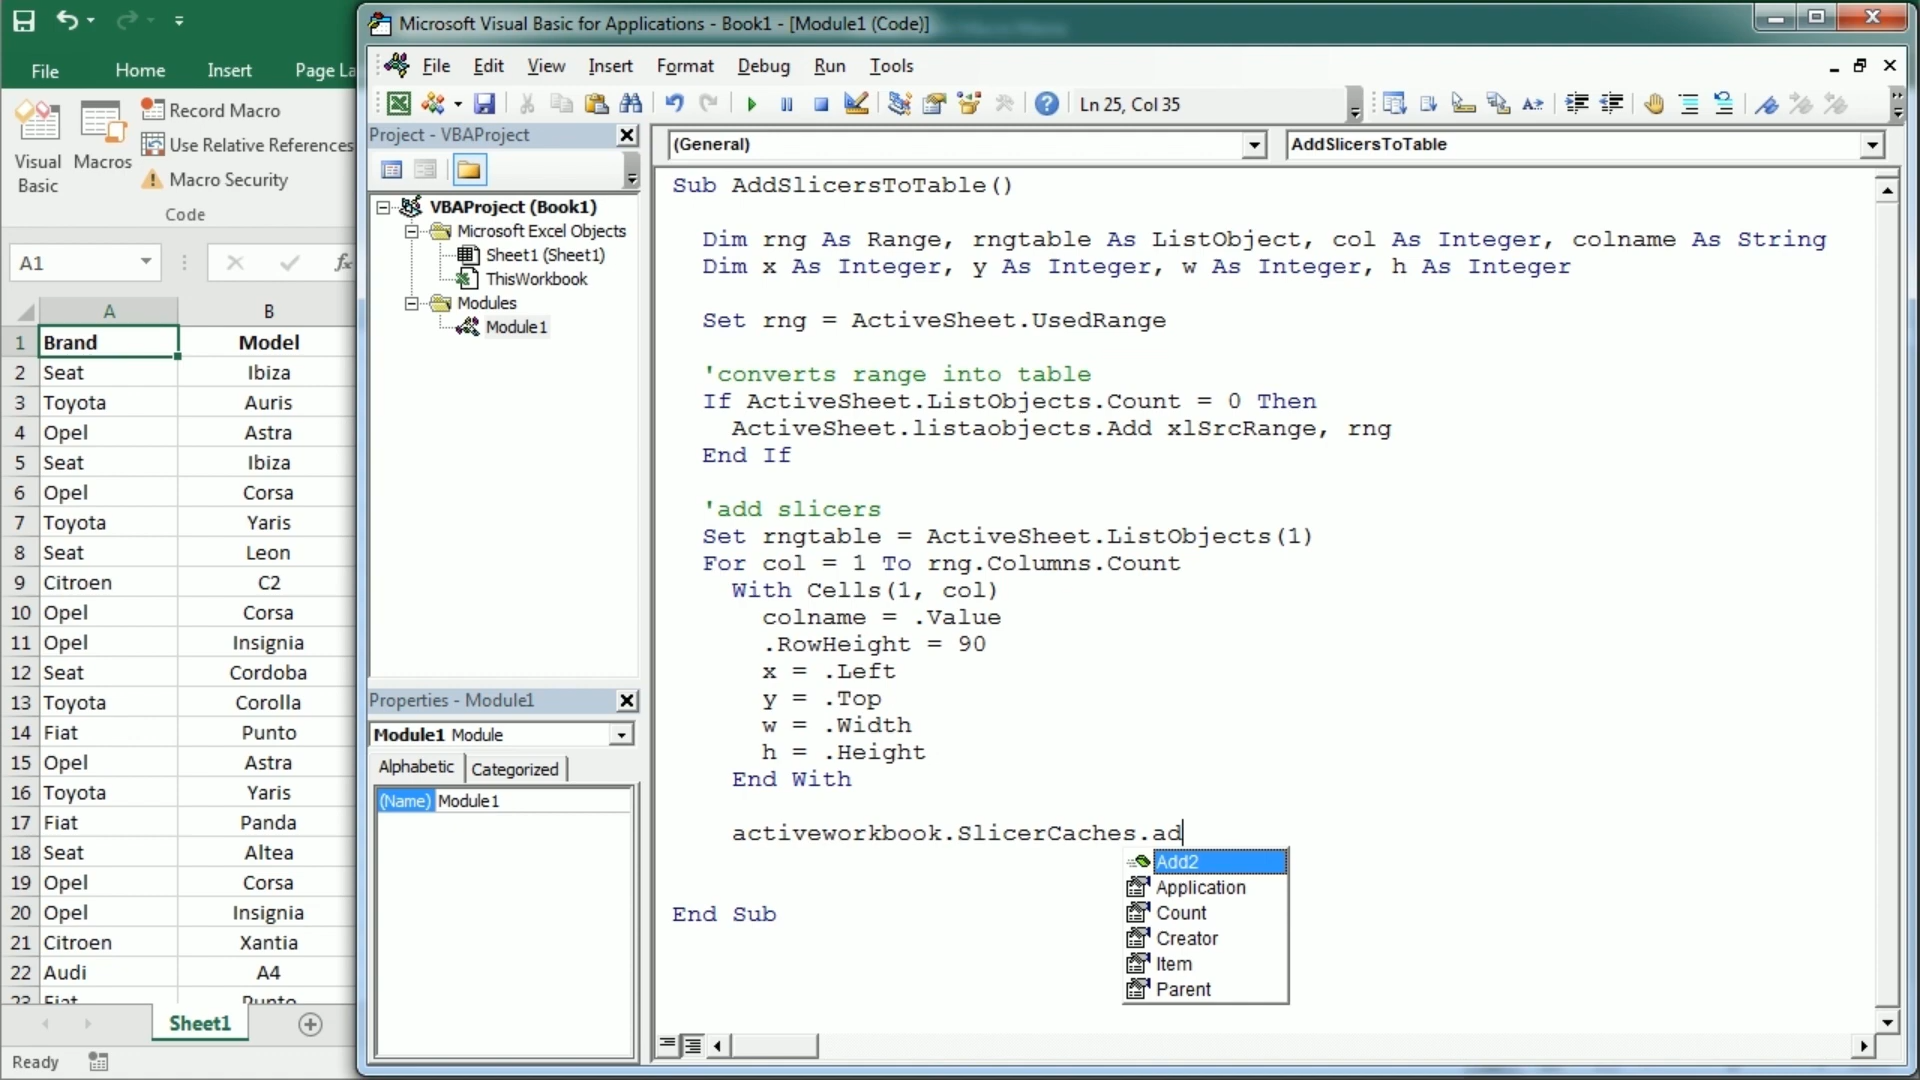 Microsoft Visual Basic for Applications - Book1 - [Module1 (Code)]
File Home Insert Page La
File Edit View Insert Format Debug Run Tools
Ln 25, Col 35
Visual Basic
Macros
Record Macro
Use Relative References
Macro Security
Code
A1
fx
A B
1 Brand Model
2 Seat Ibiza
3 Toyota Auris
4 Opel Astra
5 Seat Ibiza
6 Opel Corsa
7 Toyota Yaris
8 Seat Leon
9 Citroen C2
10 Opel Corsa
11 Opel Insignia
12 Seat Cordoba
13 Toyota Corolla
14 Fiat Punto
15 Opel Astra
16 Toyota Yaris
17 Fiat Panda
18 Seat Altea
19 Opel Corsa
20 Opel Insignia
21 Citroen Xantia
22 Audi A4
23 Fiat Punto
Sheet1
Ready
Project - VBAProject
VBAProject (Book1)
Microsoft Excel Objects
Sheet1 (Sheet1)
ThisWorkbook
Modules
Module1
Properties - Module1
Module1 Module
Alphabetic Categorized
(Name) Module1
(General) AddSlicersToTable
Sub AddSlicersToTable()
Dim rng As Range, rngtable As ListObject, col As Integer, colname As String
Dim x As Integer, y As Integer, w As Integer, h As Integer
Set rng = ActiveSheet.UsedRange
'converts range into table
If ActiveSheet.ListObjects.Count = 0 Then
ActiveSheet.listaobjects.Add xlSrcRange, rng
End If
'add slicers
Set rngtable = ActiveSheet.ListObjects(1)
For col = 1 To rng.Columns.Count
With Cells(1, col)
colname = .Value
.RowHeight = 90
x = .Left
y = .Top
w = .Width
h = .Height
End With
activeworkbook.SlicerCaches.ad
Add2
Application
Count
Creator
Item
Parent
End Sub